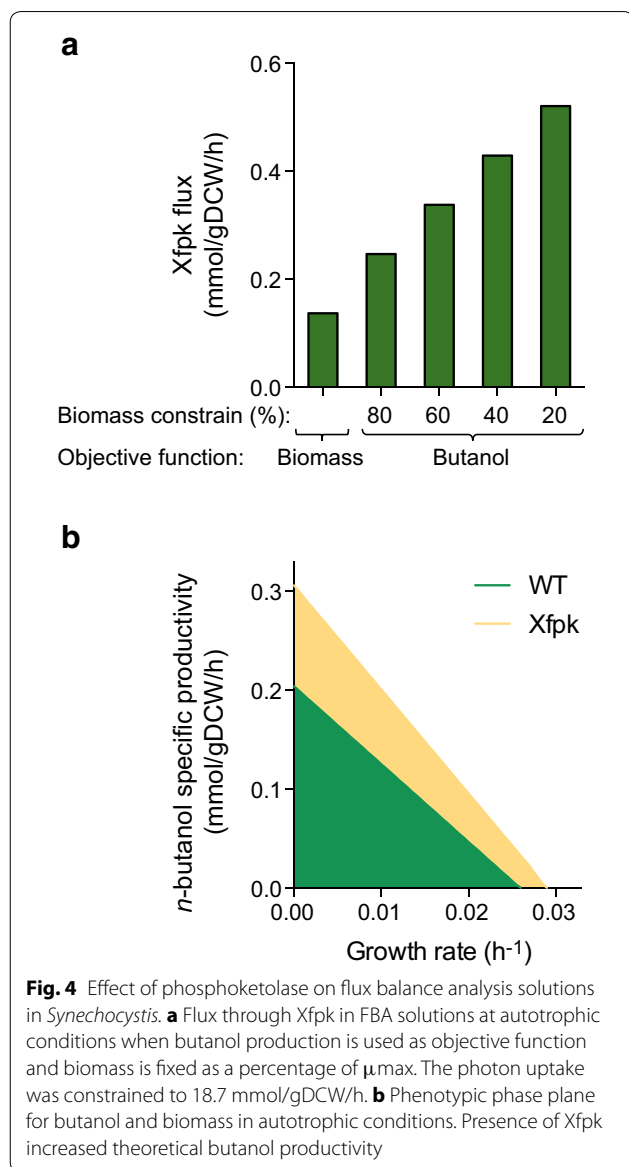 a
0.6
0.4
0.2
0.0
Xfpk flux
(mmol/gDCW/h)
Biomass constrain (%): 80 60 40 20
Objective function: Biomass Butanol
b
n-butanol specific productivity
(mmol/gDCW/h)
0.3
0.2
0.1
0.0
WT
Xfpk
0.00 0.01 0.02 0.03
Growth rate (h-1)
Fig. 4 Effect of phosphoketolase on flux balance analysis solutions
in Synechocystis. a Flux through Xfpk in FBA solutions at autotrophic
conditions when butanol production is used as objective function
and biomass is fixed as a percentage of μmax. The photon uptake
was constrained to 18.7 mmol/gDCW/h. b Phenotypic phase plane
for butanol and biomass in autotrophic conditions. Presence of Xfpk
increased theoretical butanol productivity